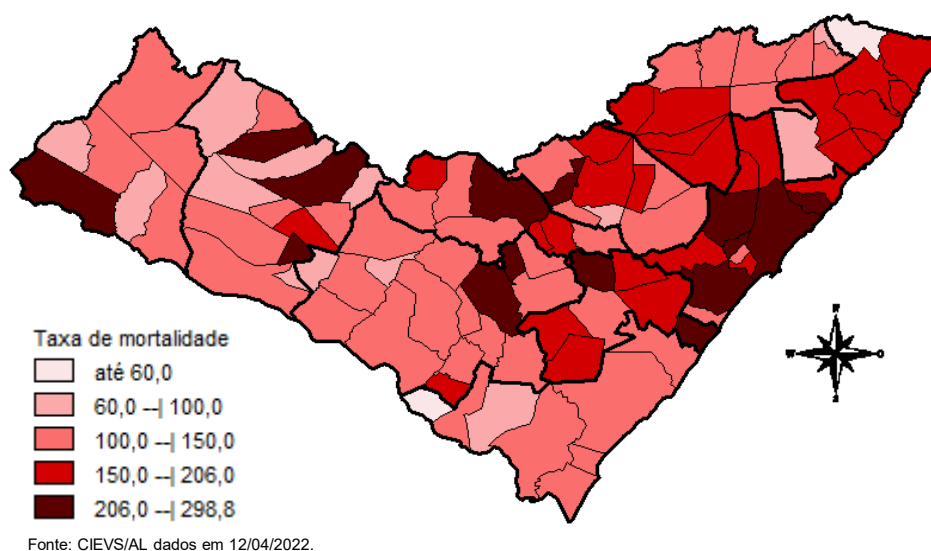 Taxa de mortalidade
até 60,0
60,0 --| 100,0
100,0 --| 150,0
150,0 --| 206,0
206,0 --| 298,8
Fonte: CIEVS/AL dados em 12/04/2022.